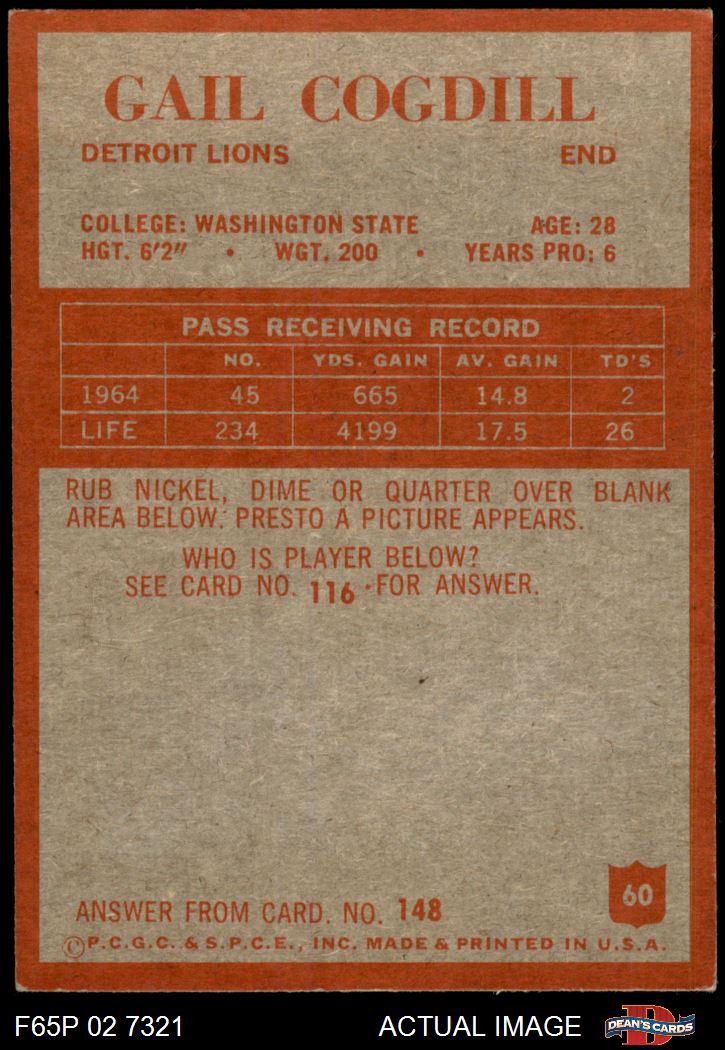 GAIL COGDILL
DETROIT LIONS END
COLLEGE: WASHINGTON STATE AGE: 28
HGT. 6'2" • WGT. 200 • YEARS PRO: 6
PASS RECEIVING RECORD
NO. YDS. GAIN AV. GAIN TD'S
1964 45 665 14.8 2
LIFE 234 4199 17.5 26
RUB NICKEL, DIME OR QUARTER OVER BLANK
AREA BELOW. PRESTO A PICTURE APPEARS.
WHO IS PLAYER BELOW?
SEE CARD NO. 116 FOR ANSWER.
60
ANSWER FROM CARD. NO. 148
©P.C.G.C. & S.P.C.E., INC. MADE & PRINTED IN U.S.A.
F65P 02 7321 ACTUAL IMAGE
D
DEAN'S CARDS